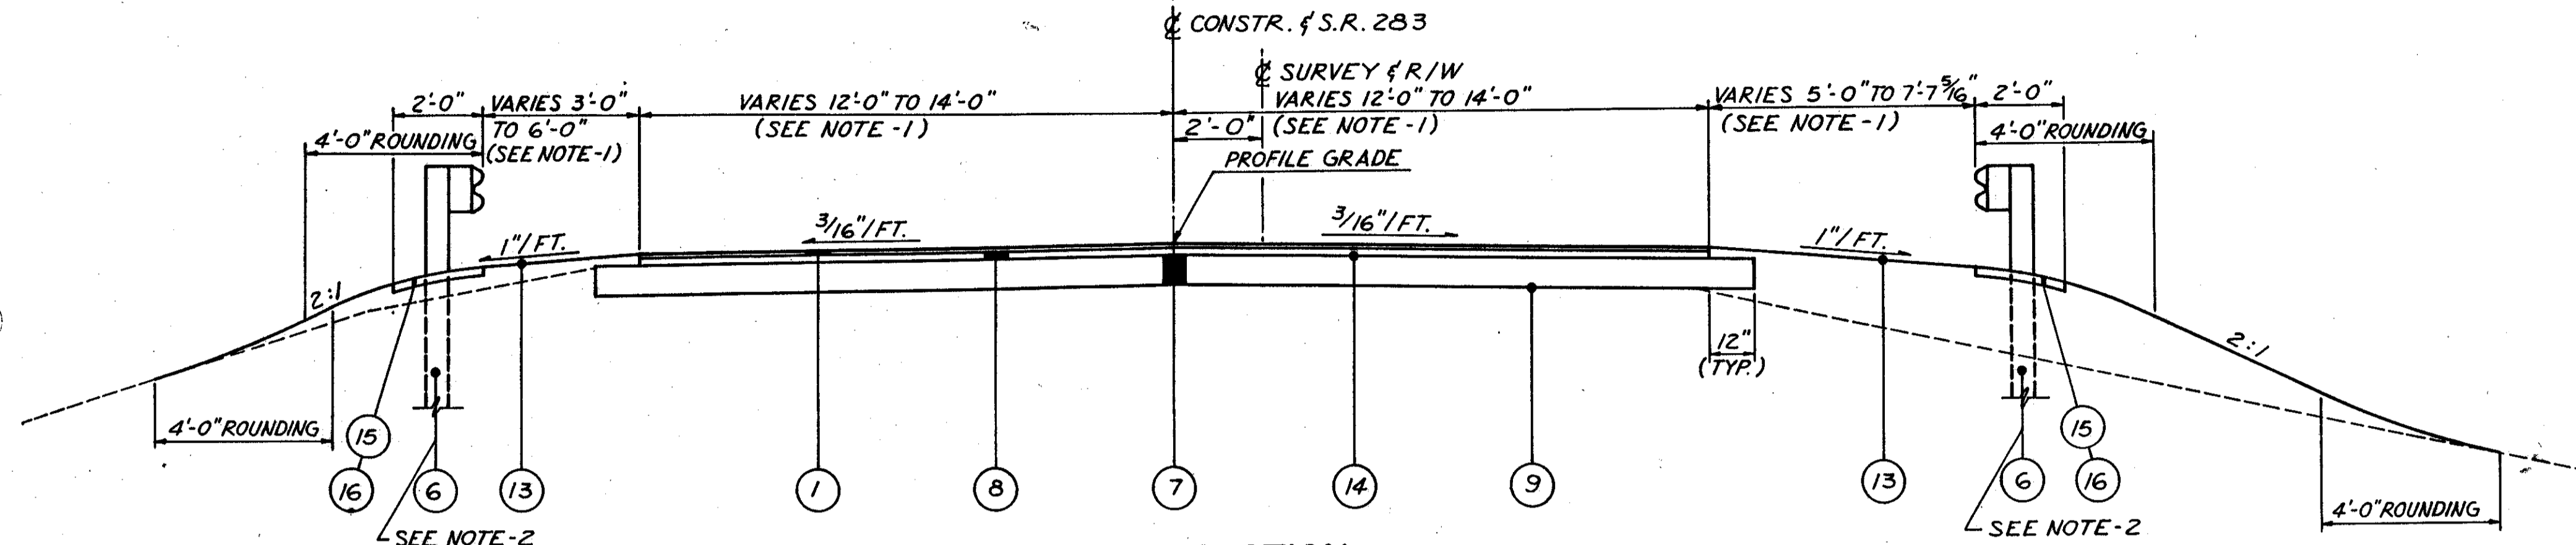 ℄ CONSTR. & S.R. 283
℄ SURVEY & R/W
2'-0"
VARIES 3'-0"
TO 6'-0"
(SEE NOTE-1)
VARIES 12'-0" TO 14'-0"
(SEE NOTE-1)
VARIES 12'-0" TO 14'-0"
(SEE NOTE-1)
VARIES 5'-0" TO 7'-7 5/16"
(SEE NOTE-1)
2'-0"
4'-0" ROUNDING
2'-0"
4'-0" ROUNDING
PROFILE GRADE
1"/FT.
3/16"/FT.
3/16"/FT.
1"/FT.
2:1
2:1
12"
(TYP.)
4'-0" ROUNDING
15
16
6
13
1
8
7
14
9
13
6
15
16
4'-0" ROUNDING
SEE NOTE-2
SEE NOTE-2